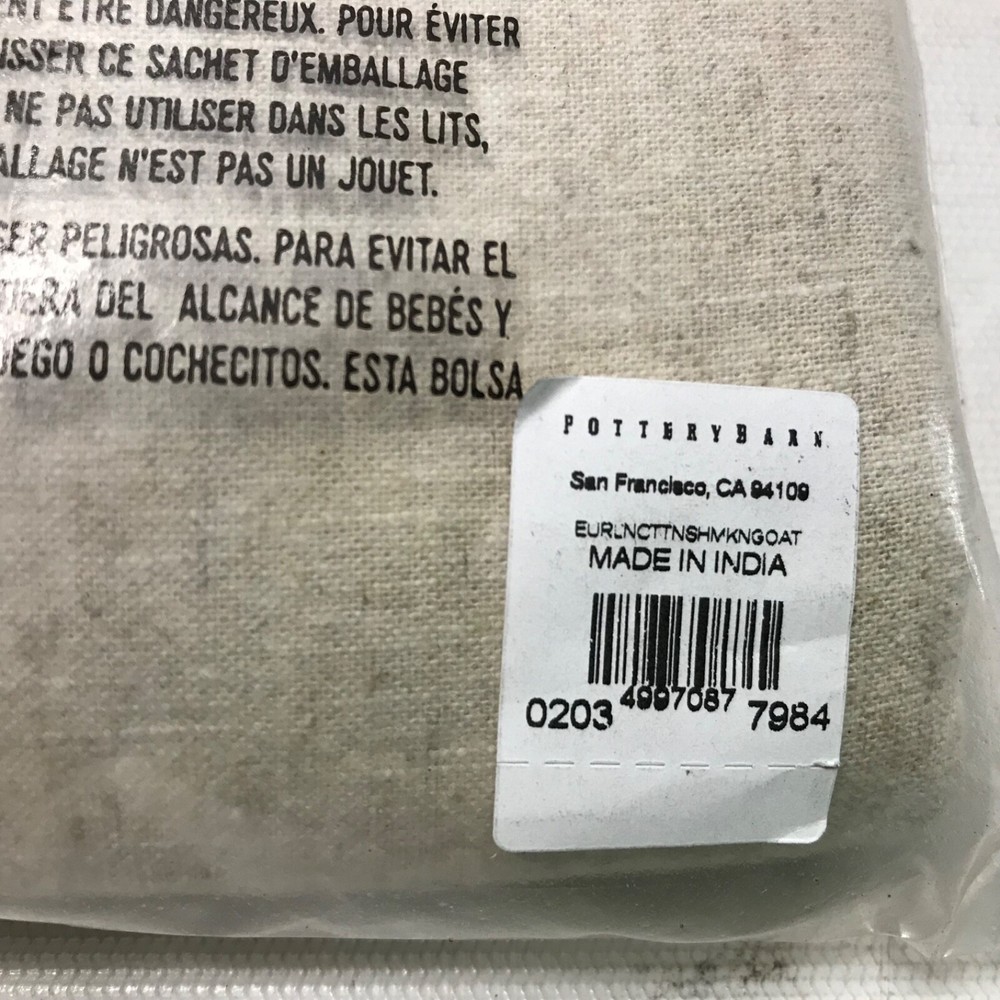 ENT ÊTRE DANGEREUX. POUR ÉVITER
ISSER CE SACHET D'EMBALLAGE
NE PAS UTILISER DANS LES LITS,
ALLAGE N'EST PAS UN JOUET.
SER PELIGROSAS. PARA EVITAR EL
DEL ALCANCE DE BEBÉS Y
UEGO O COCHECITOS. ESTA BOLSA
POTTERYBARN
San Francisco, CA 94109
EURLNCTTNSHMKNGOAT
MADE IN INDIA
0203 4997087 7984